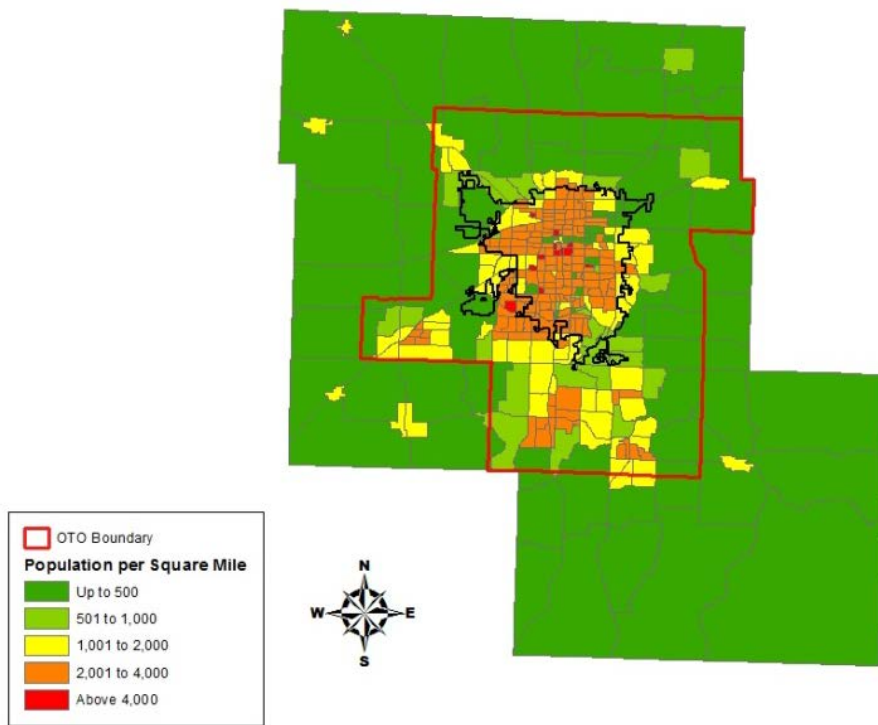 N
W E
S
OTO Boundary
Population per Square Mile
Up to 500
501 to 1,000
1,001 to 2,000
2,001 to 4,000
Above 4,000